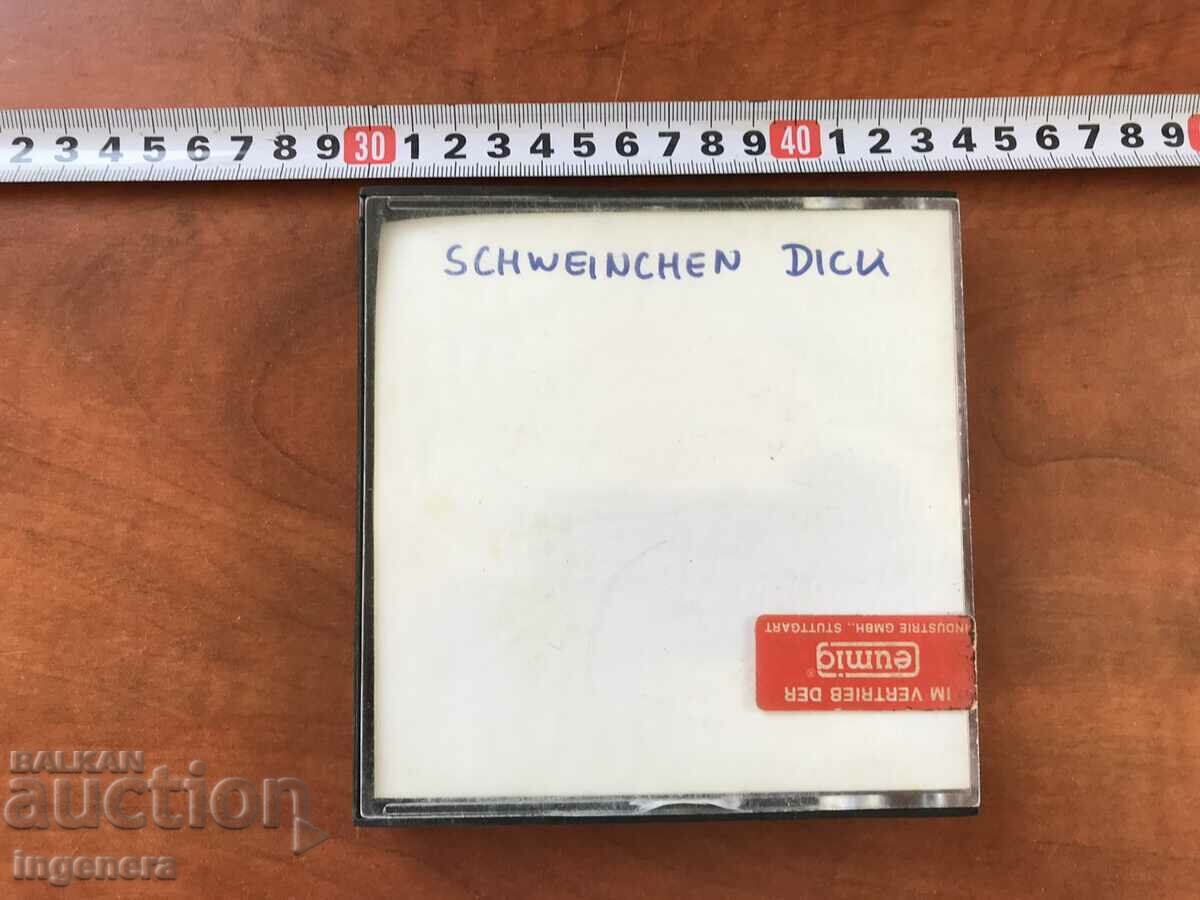 2 3 4 5 6 7 8 9 30 1 2 3 4 5 6 7 8 9 40 1 2 3 4 5 6 7 8 9
SCHWEINCHEN DICK
IM VERTRIEB DER
eumig®
INDUSTRIE GMBH., STUTTGART
BALKAN
auction
ingenera